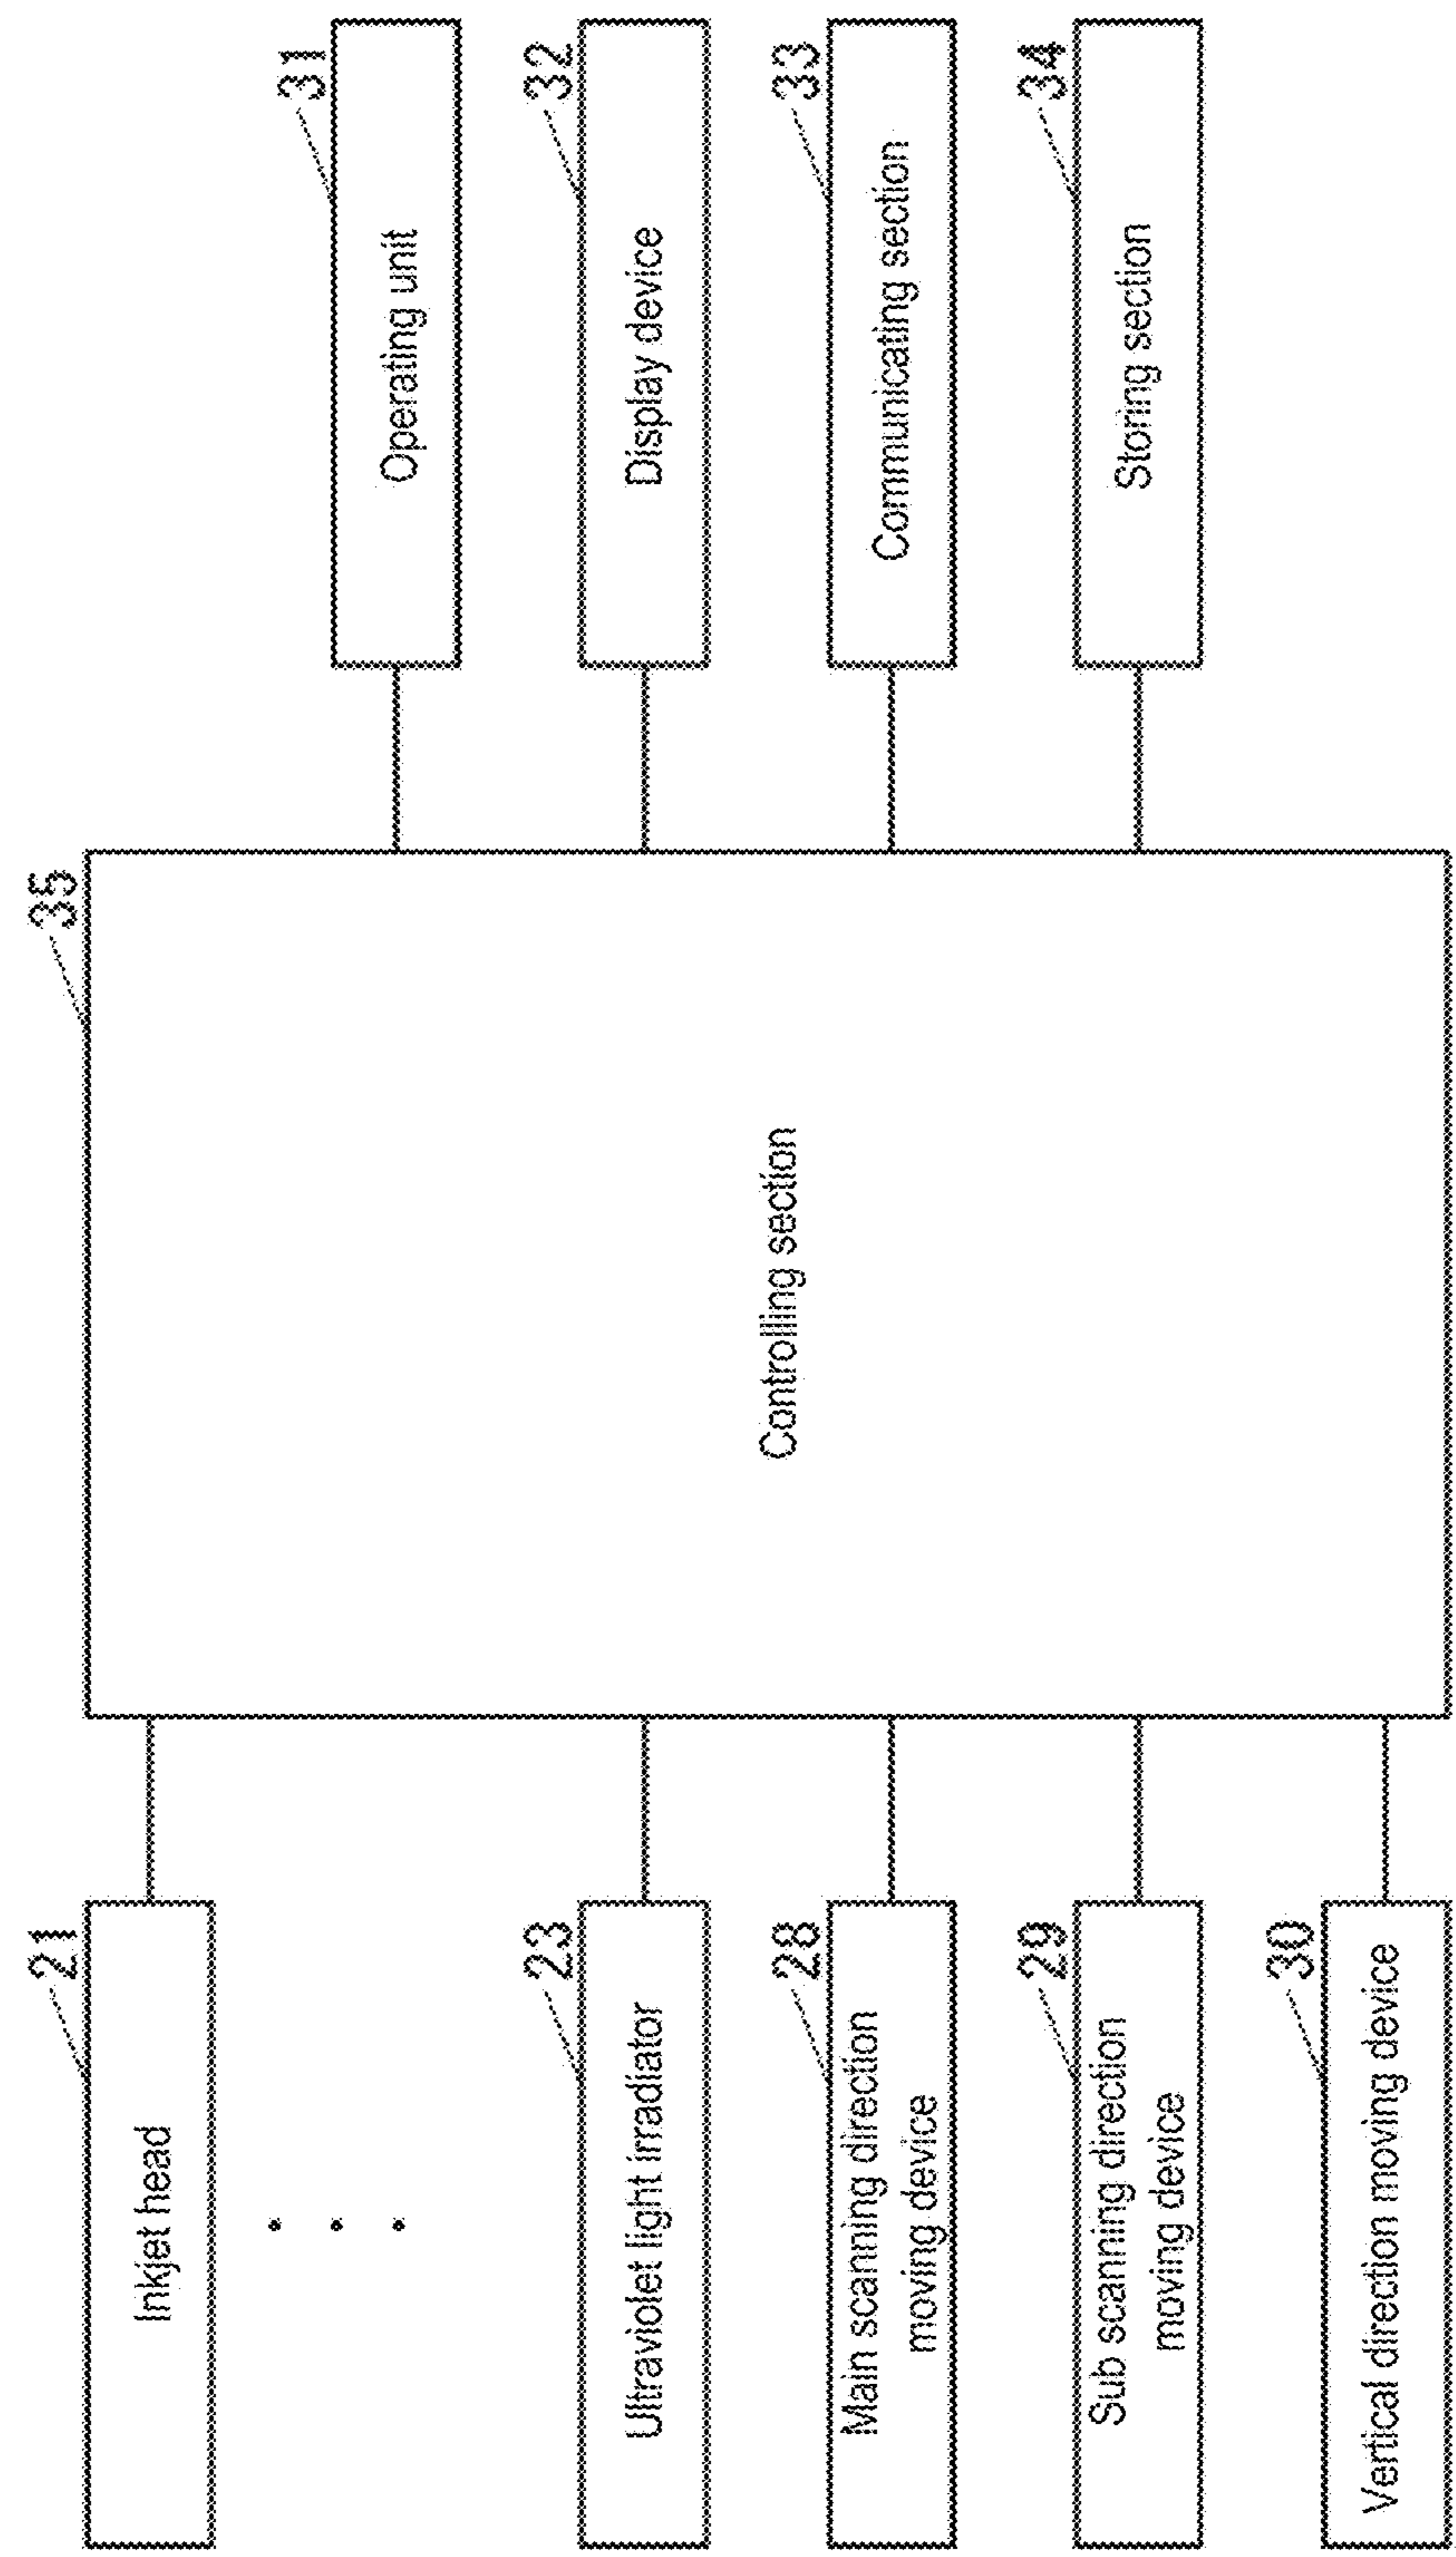 21
Inkjet head
23
Ultraviolet light irradiator
28
Main scanning direction
moving device
29
Sub scanning direction
moving device
30
Vertical direction moving device
35
Controlling section
31
Operating unit
32
Display device
33
Communicating section
34
Storing section